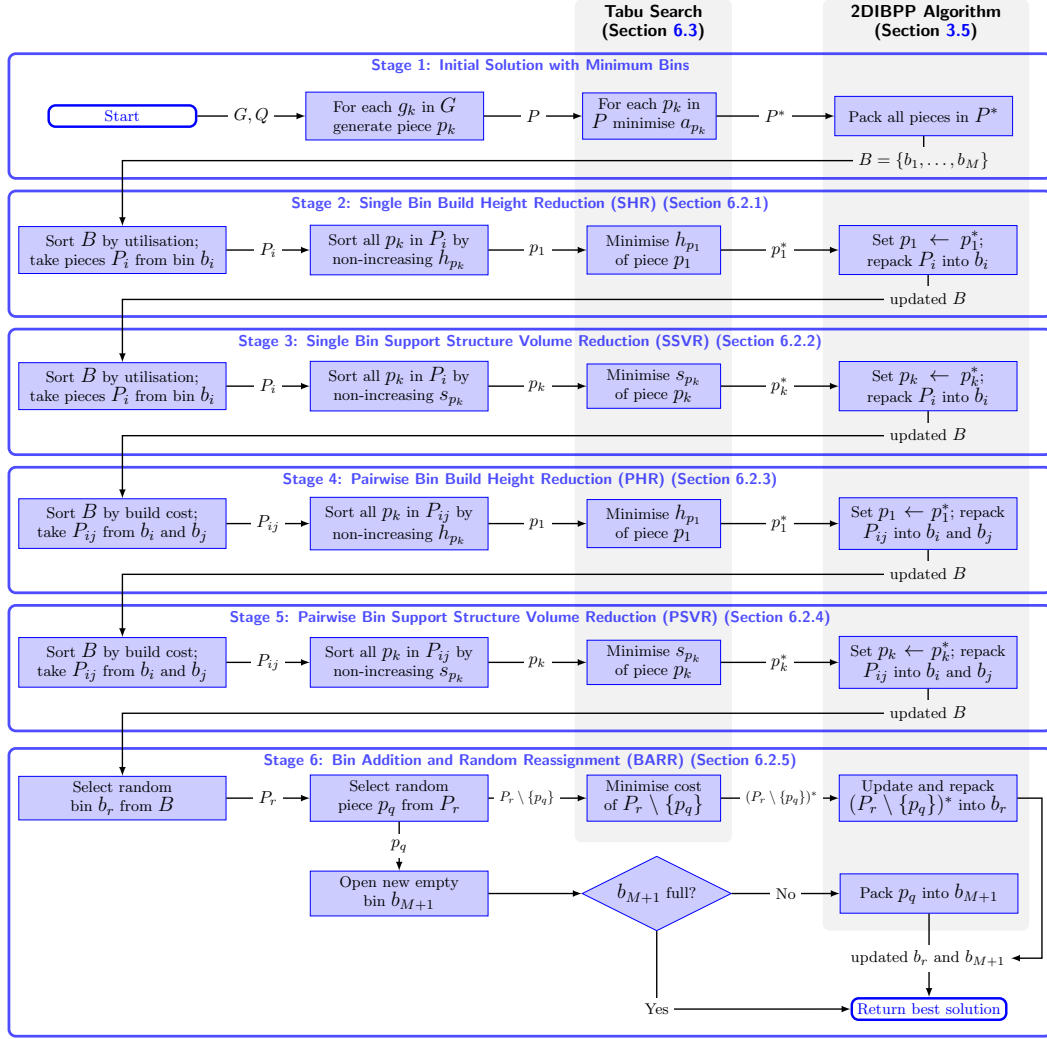 Tabu Search
(Section 6.3)
2DIBPP Algorithm
(Section 3.5)
Stage 1: Initial Solution with Minimum Bins
Start
G, Q
For each g_k in G
generate piece p_k
P
For each p_k in
P minimise a_{p_k}
P*
Pack all pieces in P*
B = {b_1, . . . , b_M}
Stage 2: Single Bin Build Height Reduction (SHR) (Section 6.2.1)
Sort B by utilisation;
take pieces P_i from bin b_i
P_i
Sort all p_k in P_i by
non-increasing h_{p_k}
p_1
Minimise h_{p_1}
of piece p_1
p_1^*
Set p_1 ← p_1^*;
repack P_i into b_i
updated B
Stage 3: Single Bin Support Structure Volume Reduction (SSVR) (Section 6.2.2)
Sort B by utilisation;
take pieces P_i from bin b_i
P_i
Sort all p_k in P_i by
non-increasing s_{p_k}
p_k
Minimise s_{p_k}
of piece p_k
p_k^*
Set p_k ← p_k^*;
repack P_i into b_i
updated B
Stage 4: Pairwise Bin Build Height Reduction (PHR) (Section 6.2.3)
Sort B by build cost;
take P_{ij} from b_i and b_j
P_{ij}
Sort all p_k in P_{ij} by
non-increasing h_{p_k}
p_1
Minimise h_{p_1}
of piece p_1
p_1^*
Set p_1 ← p_1^*; repack
P_{ij} into b_i and b_j
updated B
Stage 5: Pairwise Bin Support Structure Volume Reduction (PSVR) (Section 6.2.4)
Sort B by build cost;
take P_{ij} from b_i and b_j
P_{ij}
Sort all p_k in P_{ij} by
non-increasing s_{p_k}
p_k
Minimise s_{p_k}
of piece p_k
p_k^*
Set p_k ← p_k^*; repack
P_{ij} into b_i and b_j
updated B
Stage 6: Bin Addition and Random Reassignment (BARR) (Section 6.2.5)
Select random
bin b_r from B
P_r
Select random
piece p_q from P_r
P_r \ {p_q}
Minimise cost
of P_r \ {p_q}
(P_r \ {p_q})*
Update and repack
(P_r \ {p_q})* into b_r
p_q
Open new empty
bin b_{M+1}
b_{M+1} full?
No
Pack p_q into b_{M+1}
updated b_r and b_{M+1}
Yes
Return best solution